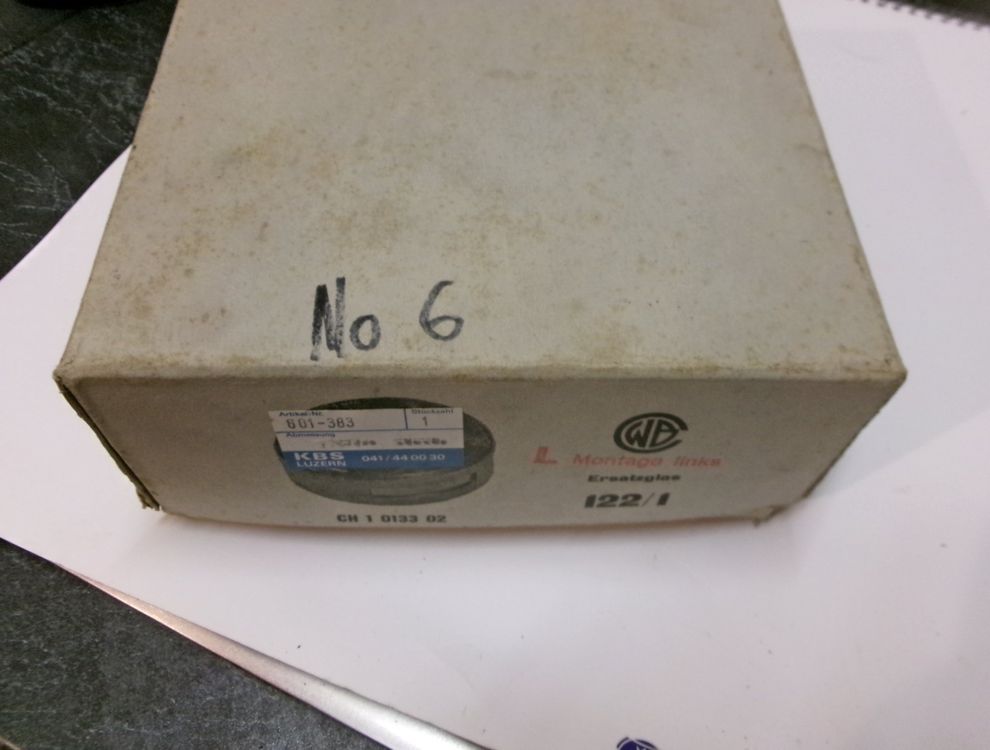 No 6
Artikel-Nr. Stückzahl
601-383 1
Abmessung
KBS 041/44 00 30
LUZERN
CH 1 0133 02
CWP
L Montage links
Ersatzglas
122/1